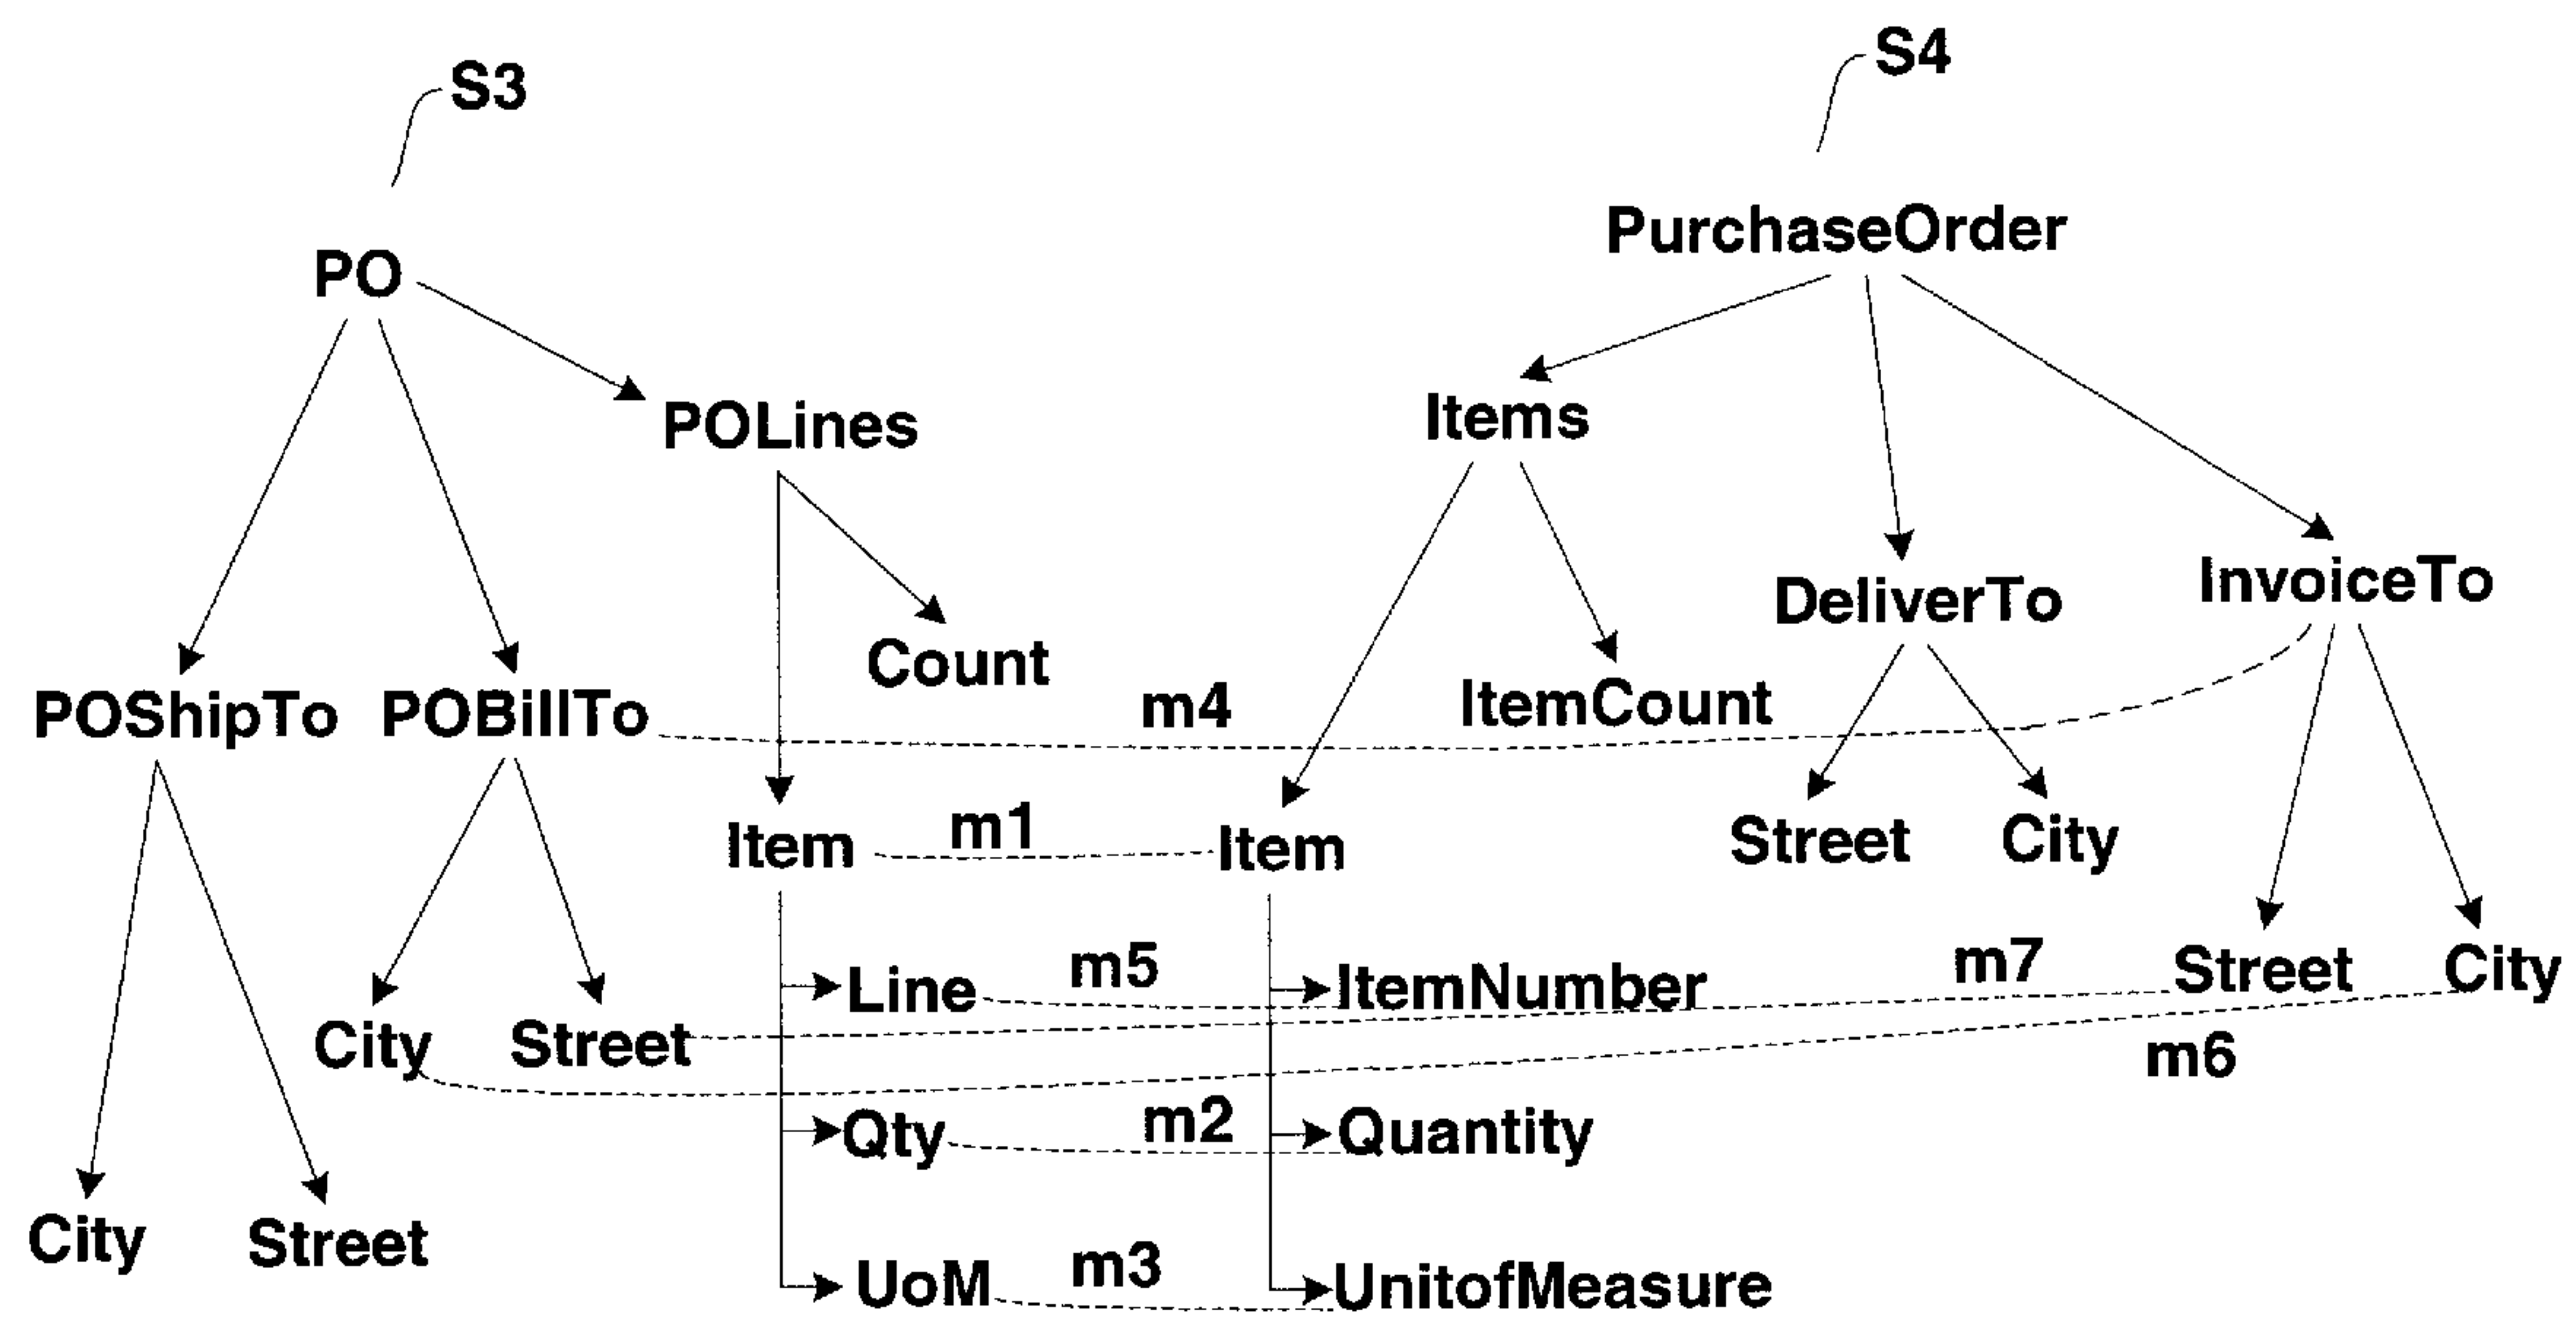 S3
S4
PO
PurchaseOrder
POLines
Items
POShipTo
POBillTo
Count
m4
ItemCount
DeliverTo
InvoiceTo
Item
m1
Item
Street
City
City
Street
Line
m5
ItemNumber
m7
Street
City
m6
Qty
m2
Quantity
City
Street
UoM
m3
UnitofMeasure